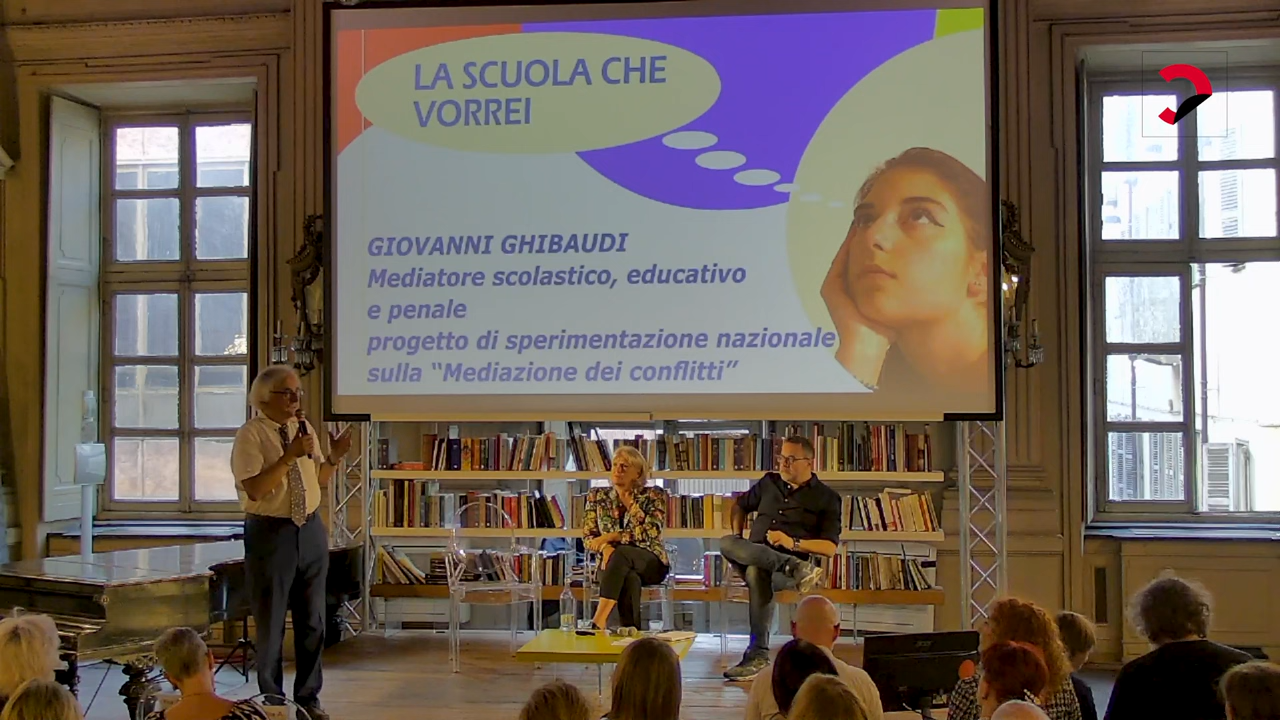 LA SCUOLA CHE
VORREI
GIOVANNI GHIBAUDI
Mediatore scolastico, educativo
e penale
progetto di sperimentazione nazionale
sulla “Mediazione dei conflitti”